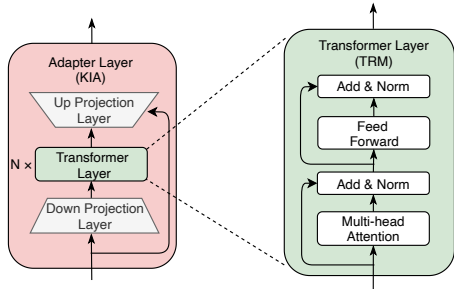 Adapter Layer
(KIA)
Up Projection
Layer
N ×
Transformer
Layer
Down Projection
Layer
Transformer Layer
(TRM)
Add & Norm
Feed
Forward
Add & Norm
Multi-head
Attention